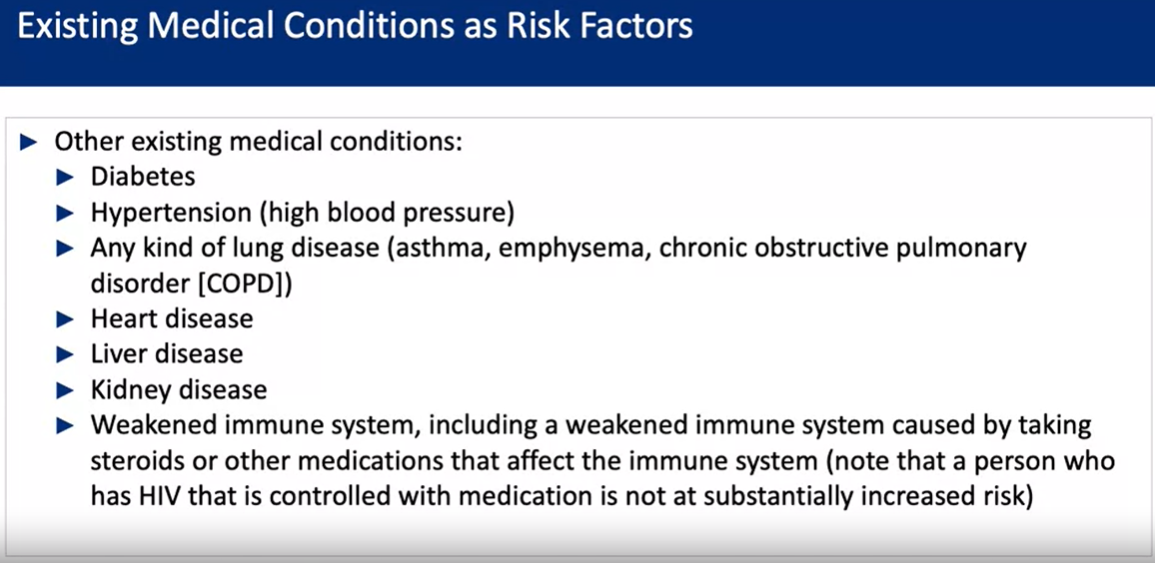 Existing Medical Conditions as Risk Factors
Other existing medical conditions:
Diabetes
Hypertension (high blood pressure)
Any kind of lung disease (asthma, emphysema, chronic obstructive pulmonary
disorder [COPD])
Heart disease
Liver disease
Kidney disease
Weakened immune system, including a weakened immune system caused by taking
steroids or other medications that affect the immune system (note that a person who
has HIV that is controlled with medication is not at substantially increased risk)